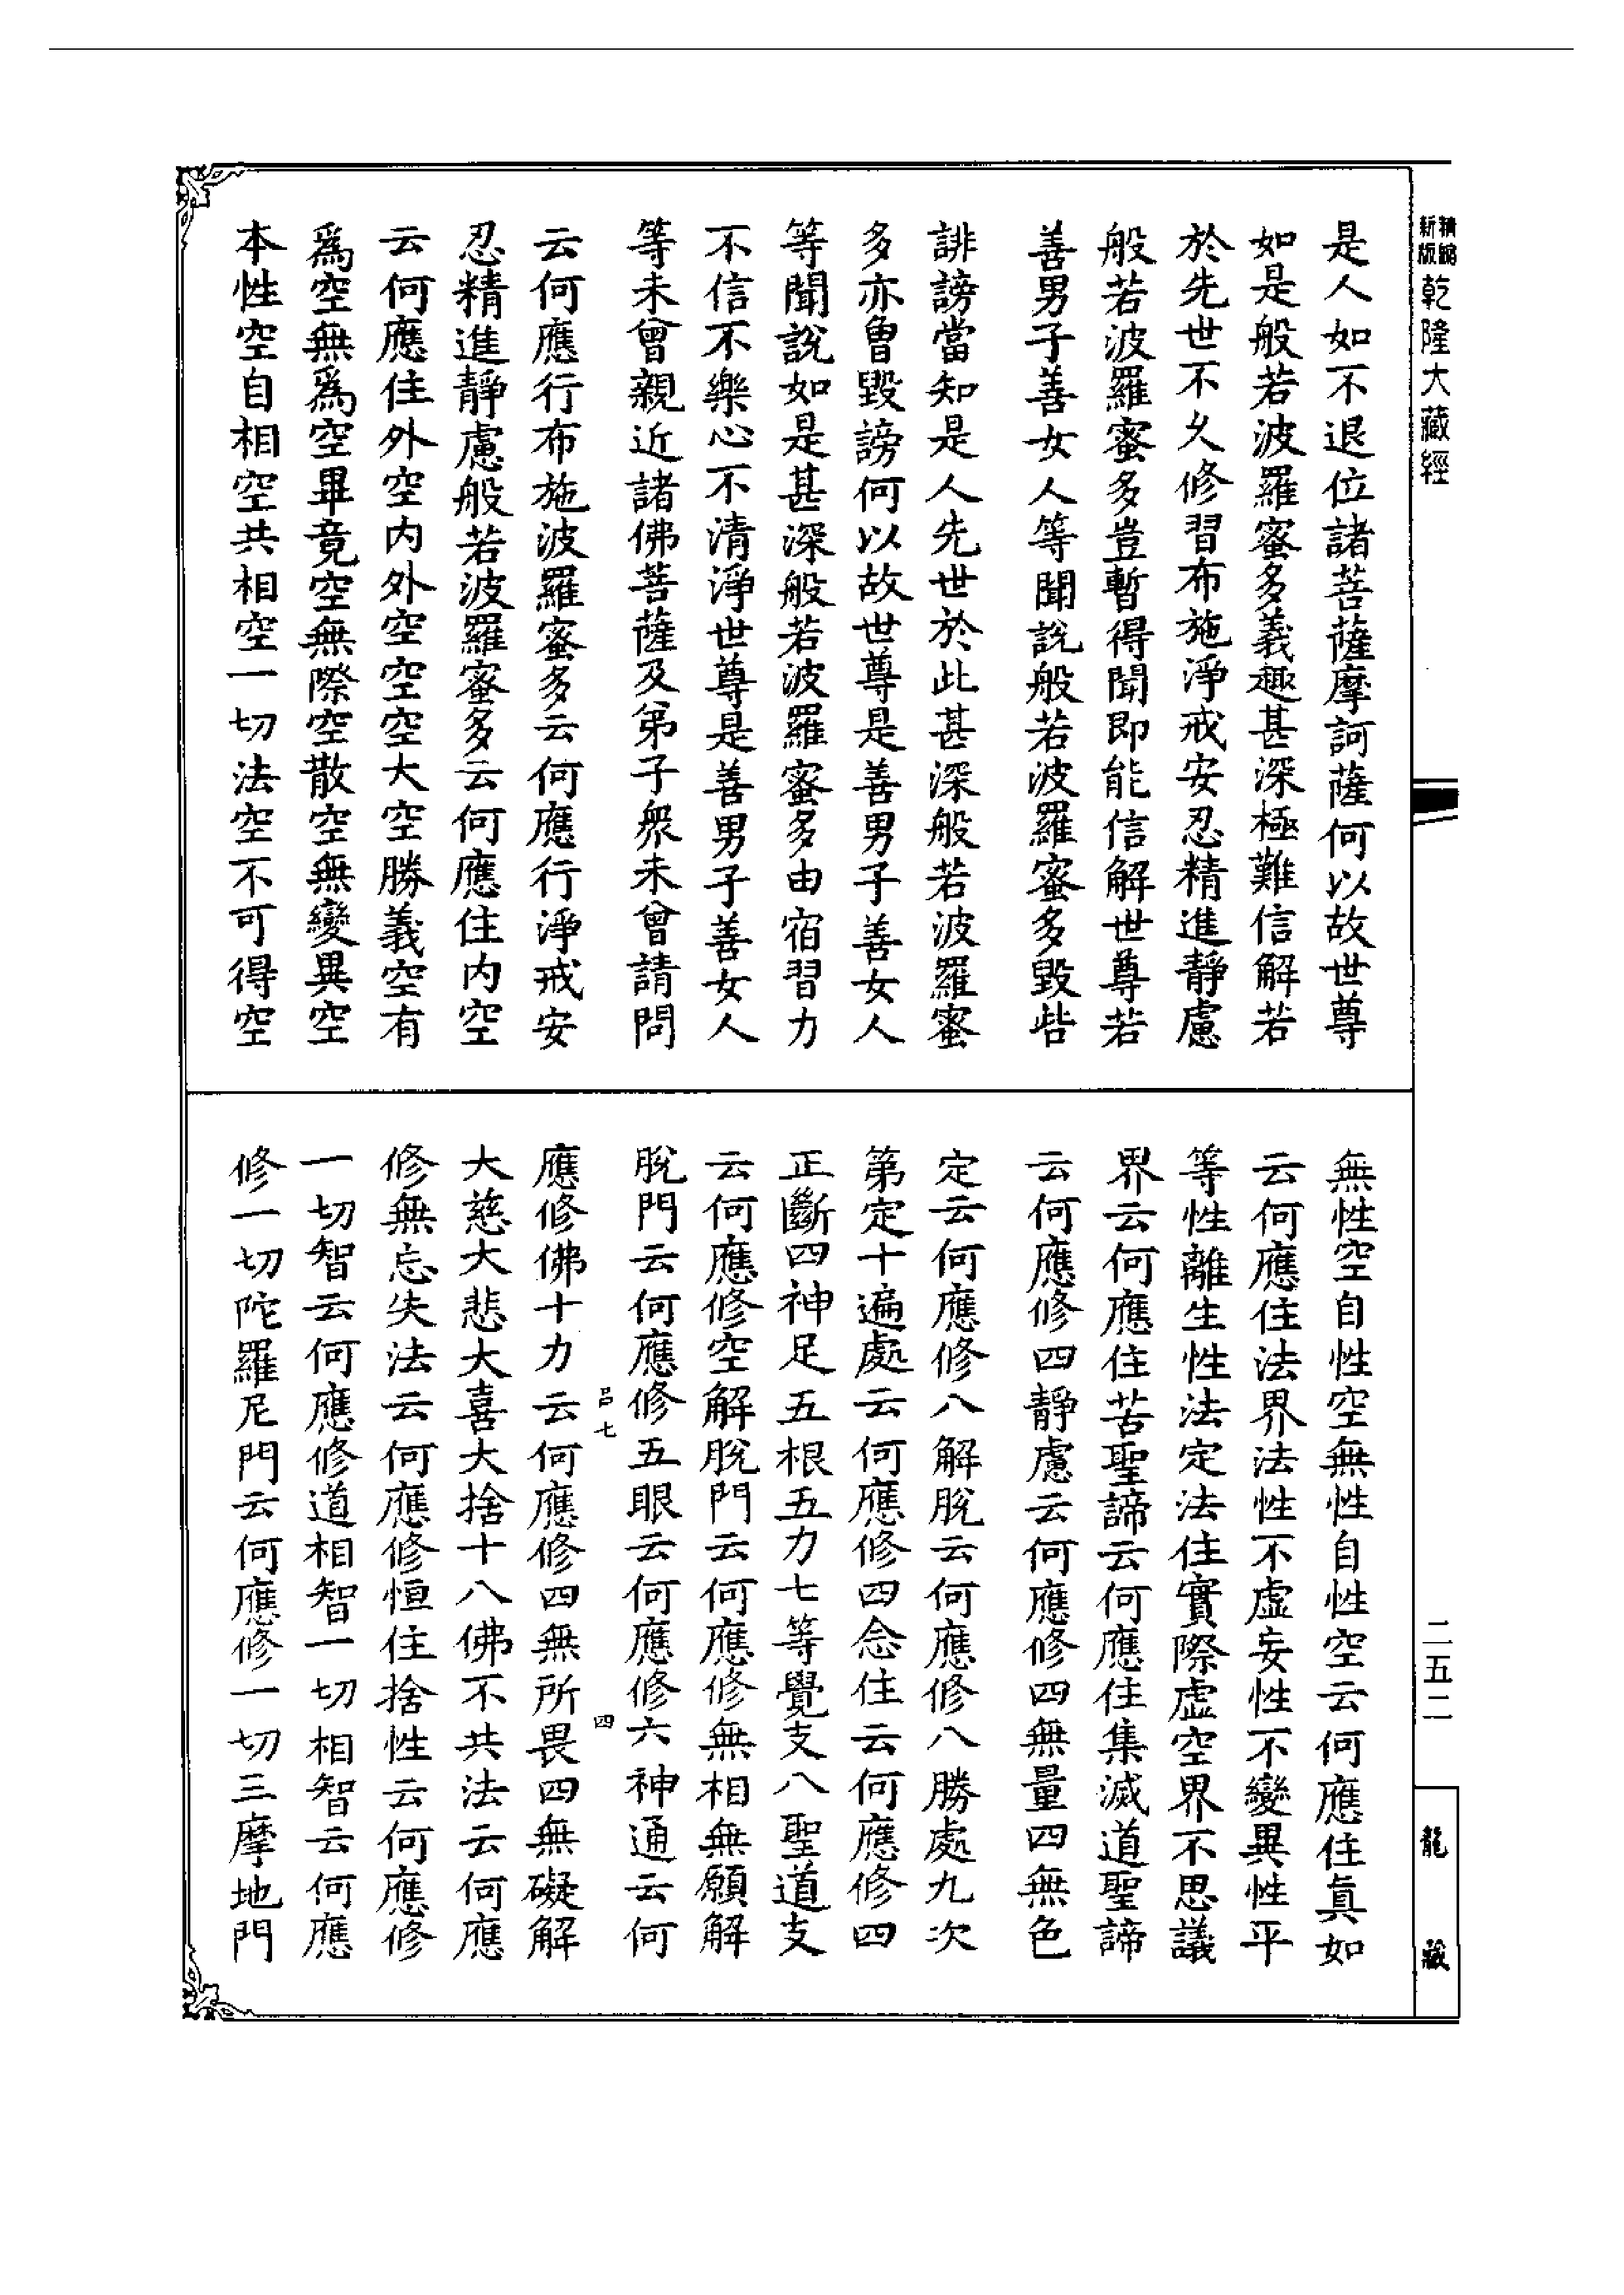 精編
新版
乾隆大藏經
二五二
龍藏
是人如不退位諸菩薩摩訶薩何以故世尊
如是般若波羅蜜多義趣甚深極難信解若
於先世不久修習布施淨戒安忍精進靜慮
般若波羅蜜多豈暫得聞即能信解世尊若
善男子善女人等聞說般若波羅蜜多毀呰
誹謗當知是人先世於此甚深般若波羅蜜
多亦曾毀謗何以故世尊是善男子善女人
等聞說如是甚深般若波羅蜜多由宿習力
不信不樂心不清淨世尊是善男子善女人
等未曾親近諸佛菩薩及弟子衆未曾請問
云何應行布施波羅蜜多云何應行淨戒安
忍精進靜慮般若波羅蜜多云何應住內空
云何應住外空內外空空空大空勝義空有
爲空無爲空畢竟空無際空散空無變異空
本性空自相空共相空一切法空不可得空
無性空自性空無性自性空云何應住真如
云何應住法界法性不虛妄性不變異性平
等性離生性法定法住實際虛空界不思議
界云何應住苦聖諦云何應住集滅道聖諦
云何應修四靜慮云何應修四無量四無色
定云何應修八解脫云何應修八勝處九次
第定十遍處云何應修四念住云何應修四
正斷四神足五根五力七等覺支八聖道支
云何應修空解脫門云何應修無相無願解
脫門云何應修五眼云何應修六神通云何
呂七 四
應修佛十力云何應修四無所畏四無礙解
大慈大悲大喜大捨十八佛不共法云何應
修無忘失法云何應修恒住捨性云何應修
一切智云何應修道相智一切相智云何應
修一切陀羅尼門云何應修一切三摩地門